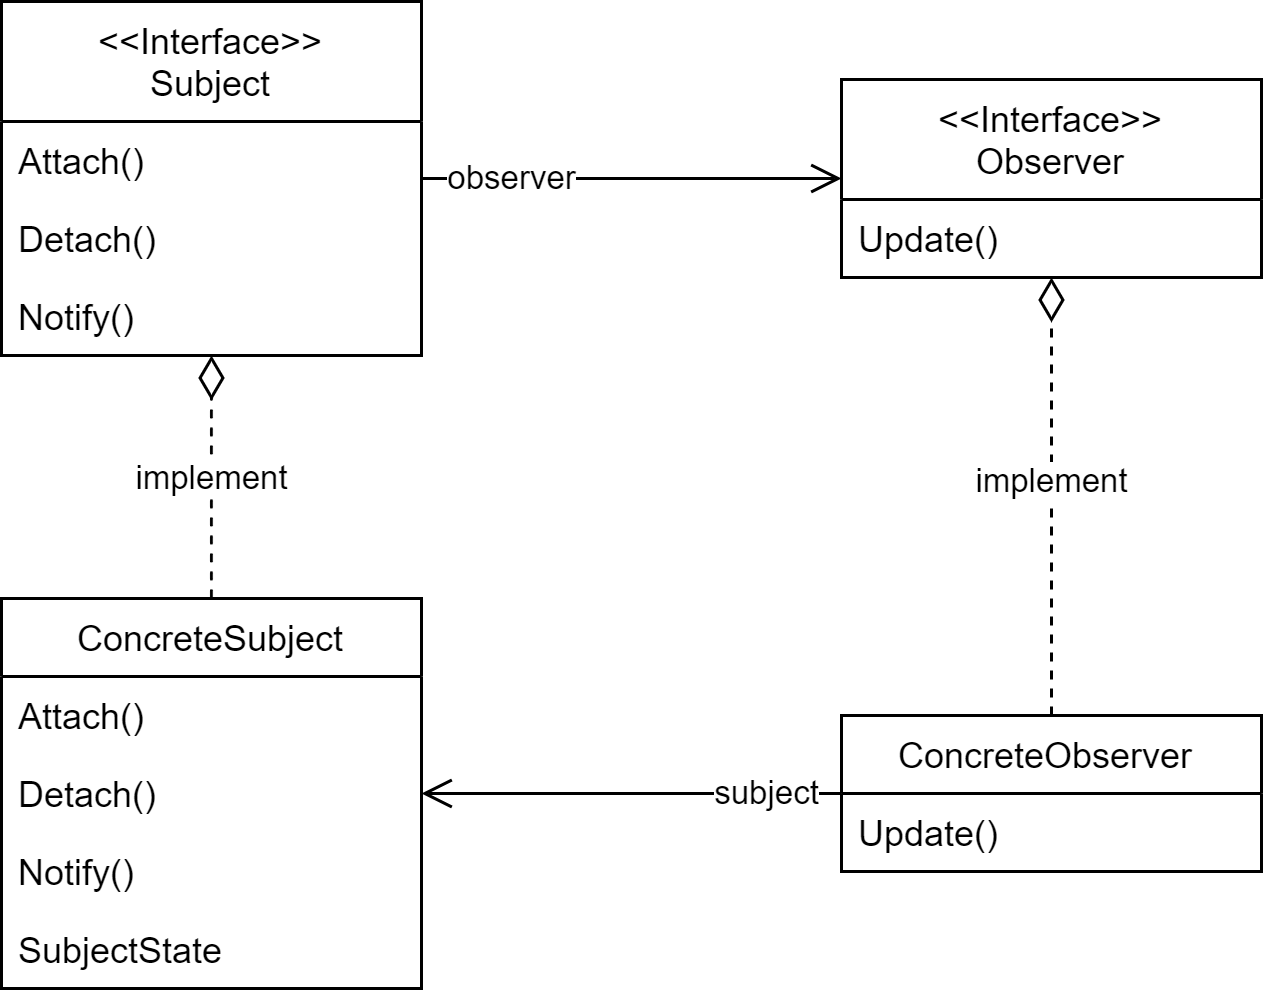 <<Interface>>
Subject
Attach()
Detach()
Notify()
observer
<<Interface>>
Observer
Update()
implement
implement
ConcreteSubject
Attach()
Detach()
Notify()
SubjectState
subject
ConcreteObserver
Update()